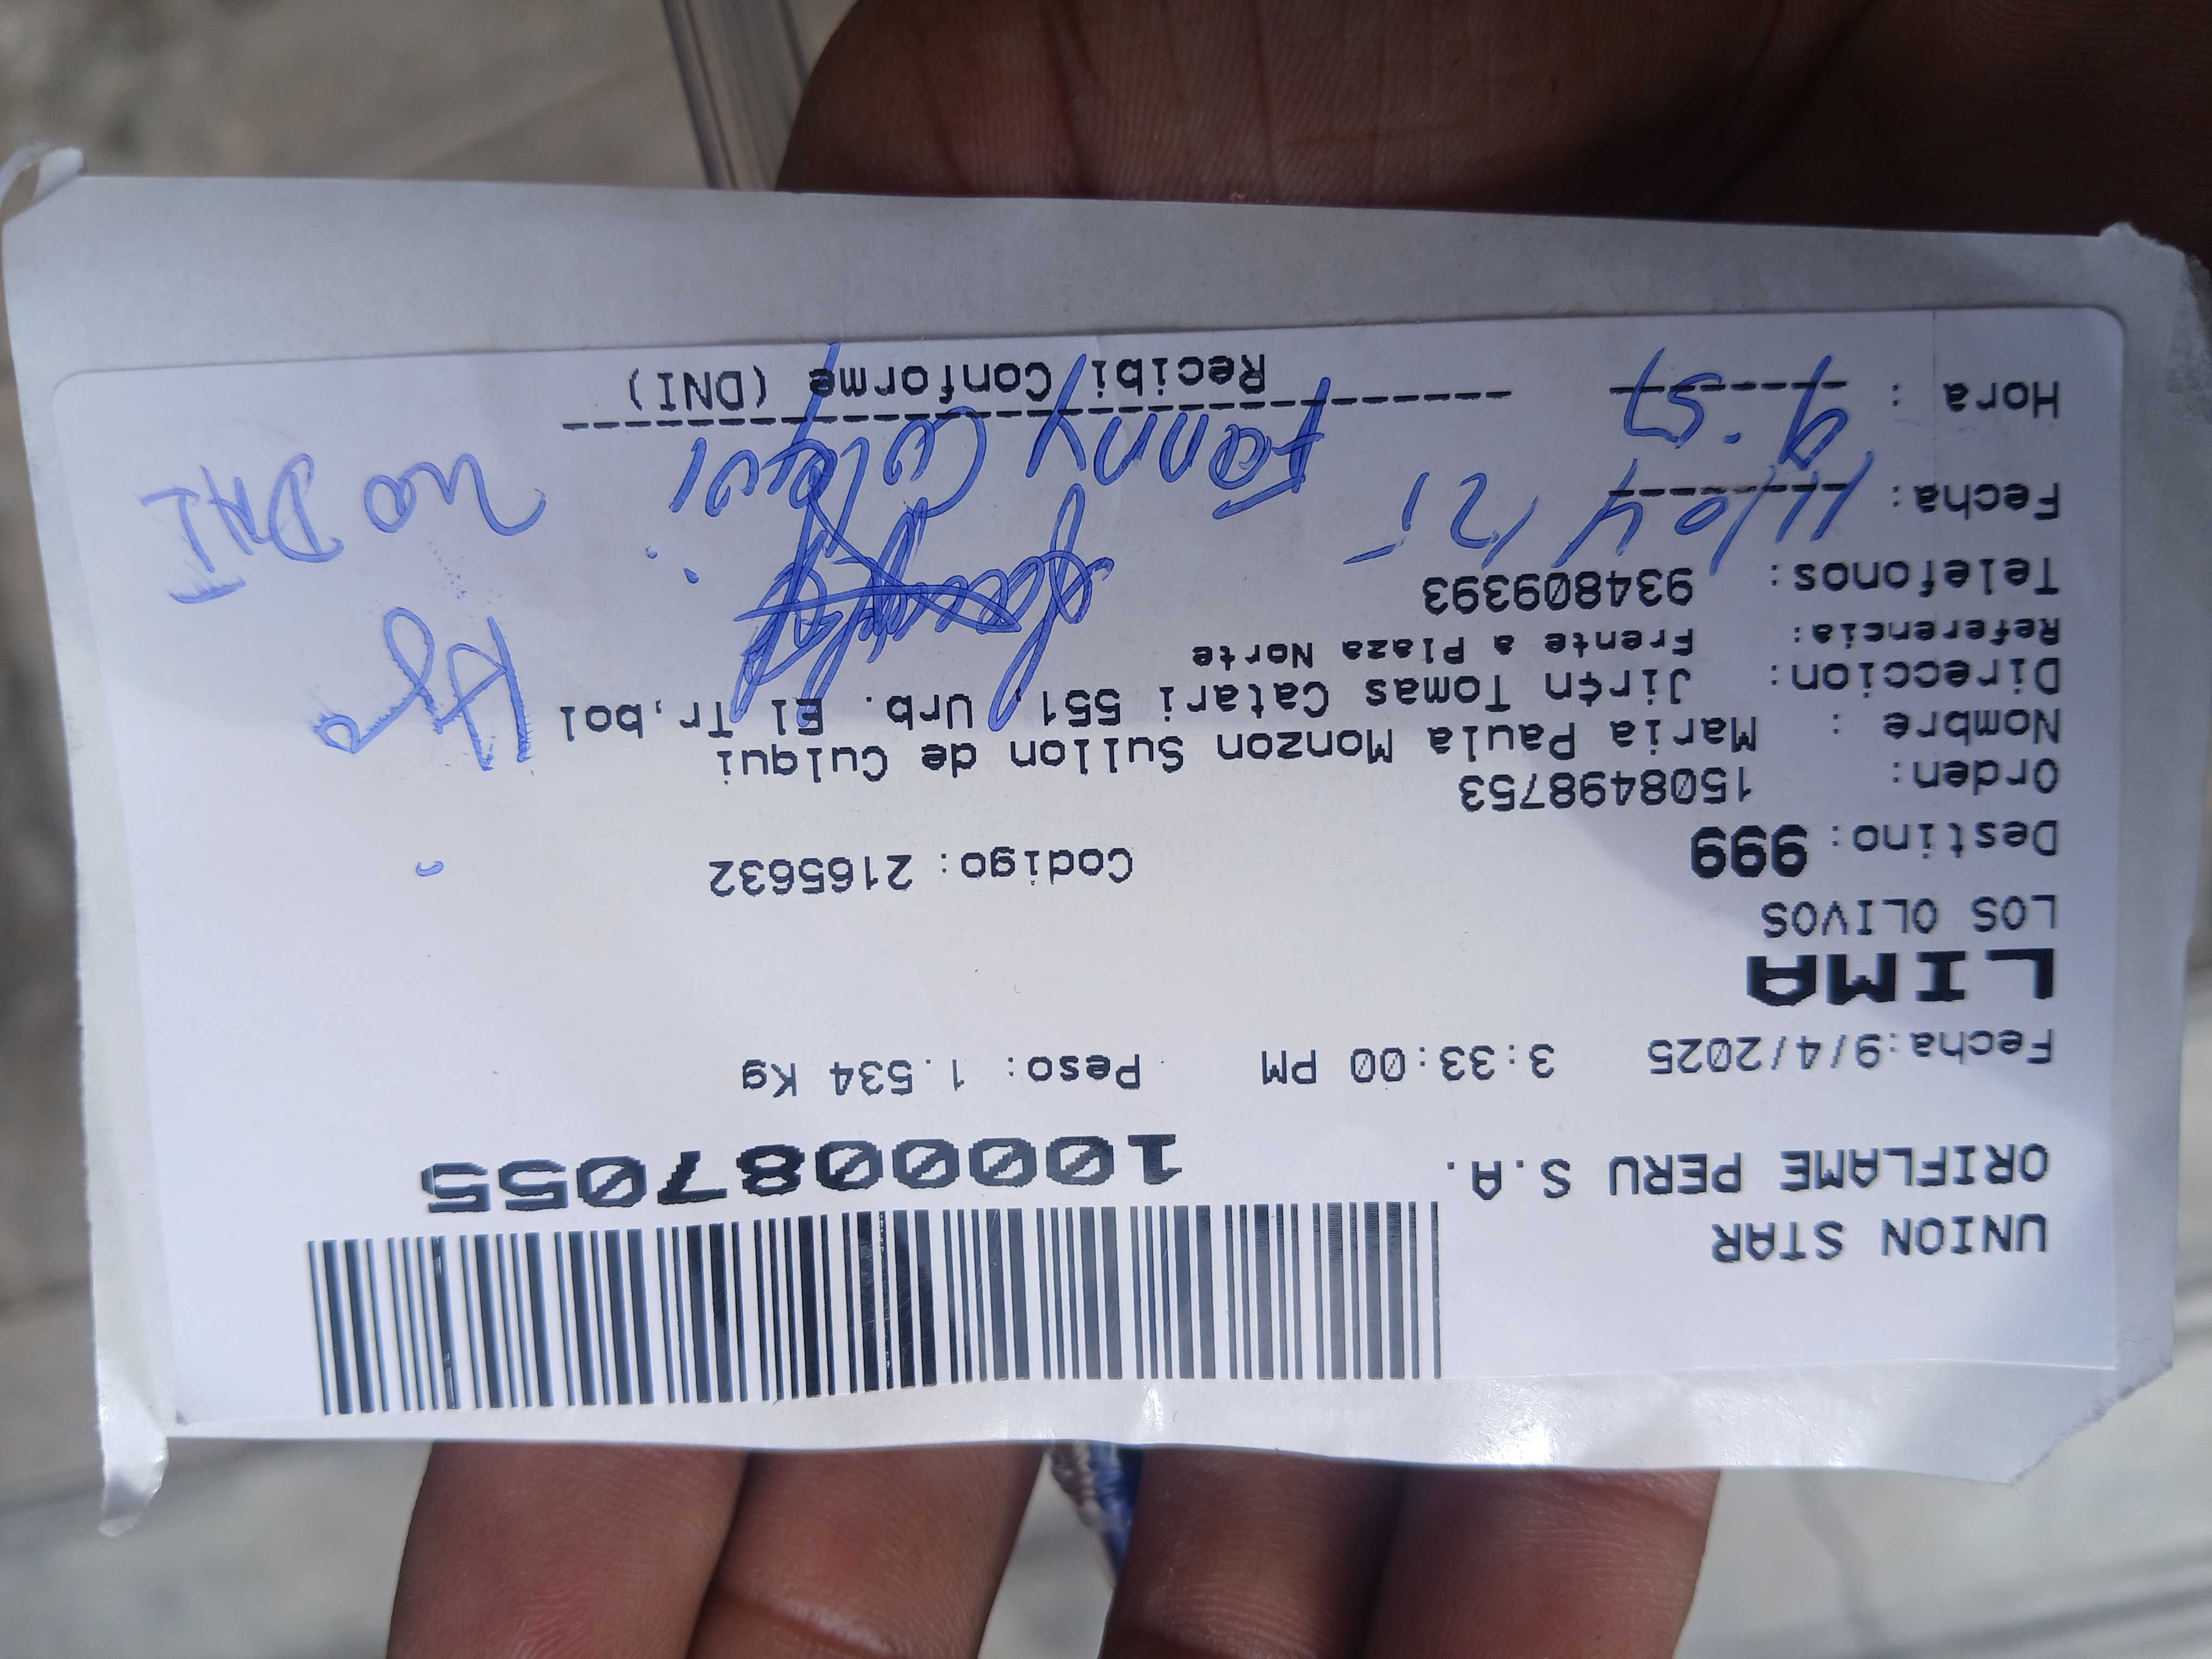 UNION STAR
ORIFLAME PERU S.A.
10000087055
Fecha:9/4/2025 3:33:00 PM Peso: 1.534 Kg
LIMA
LOS OLIVOS
Destino: 999 Codigo: 2165632
Orden: 1508498753
Nombre : Maria Paula Monzon Sullon de Culqui
Direccion: Jir¢n Tomas Catari 551, Urb. El Tr‚bol
Referencia: Frente a Plaza Norte
Telefonos: 934809393
Fecha: 11/04/25
Hora : 9:57
Fanny Culqui
Recibi Conforme (DNI)
no DAI